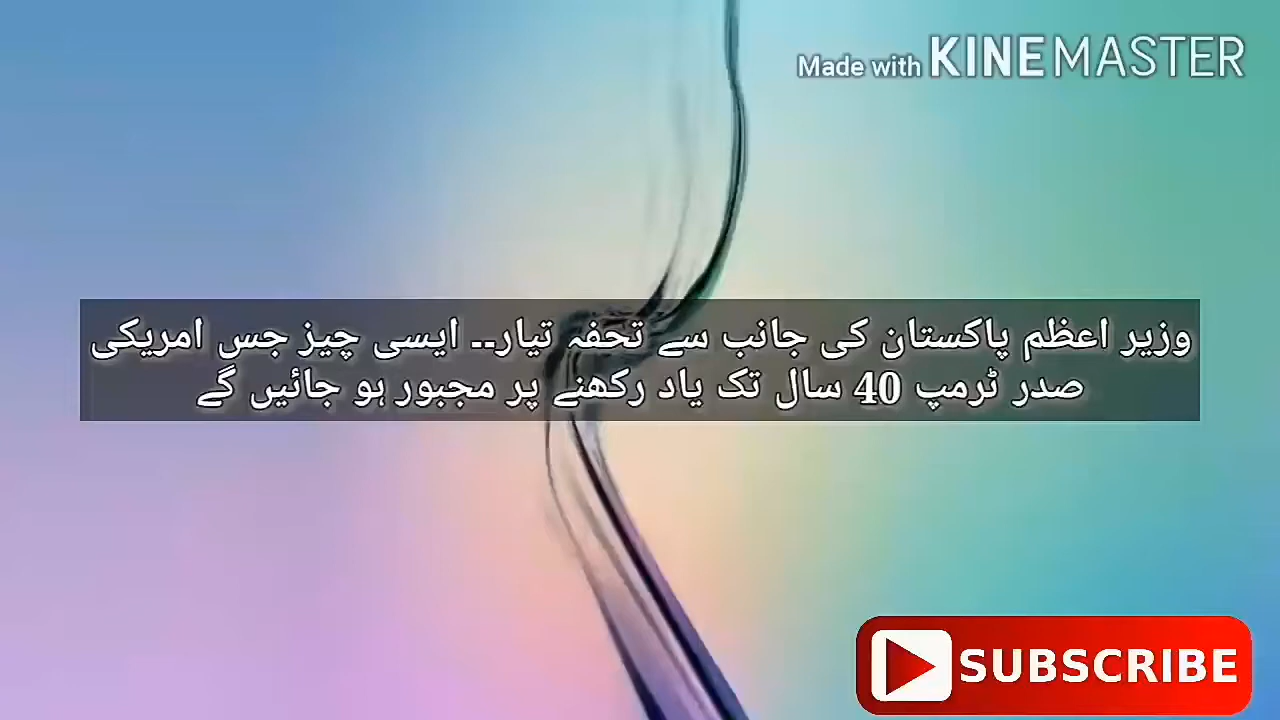 Made with KINEMASTER
وزیر اعظم پاکستان کی جانب سے تحفہ تیار۔۔ ایسی چیز جس امریکی
صدر ٹرمپ 40 سال تک یاد رکھنے پر مجبور ہو جائیں گے
SUBSCRIBE